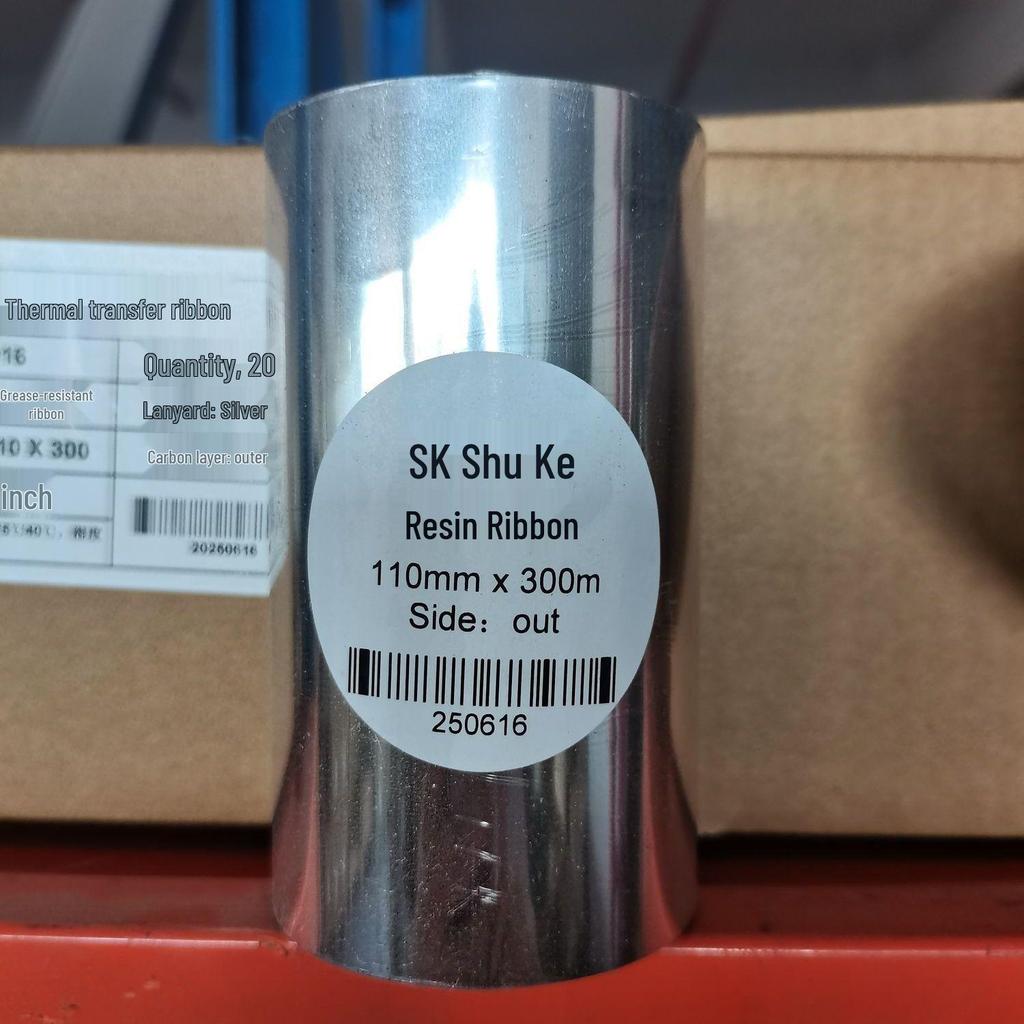 Thermal transfer ribbon
16
Quantity, 20
Grease-resistant
ribbon
Lanyard: Silver
10 X 300
Carbon layer: outer
inch
20250616
SK Shu Ke
Resin Ribbon
110mm x 300m
Side: out
250616